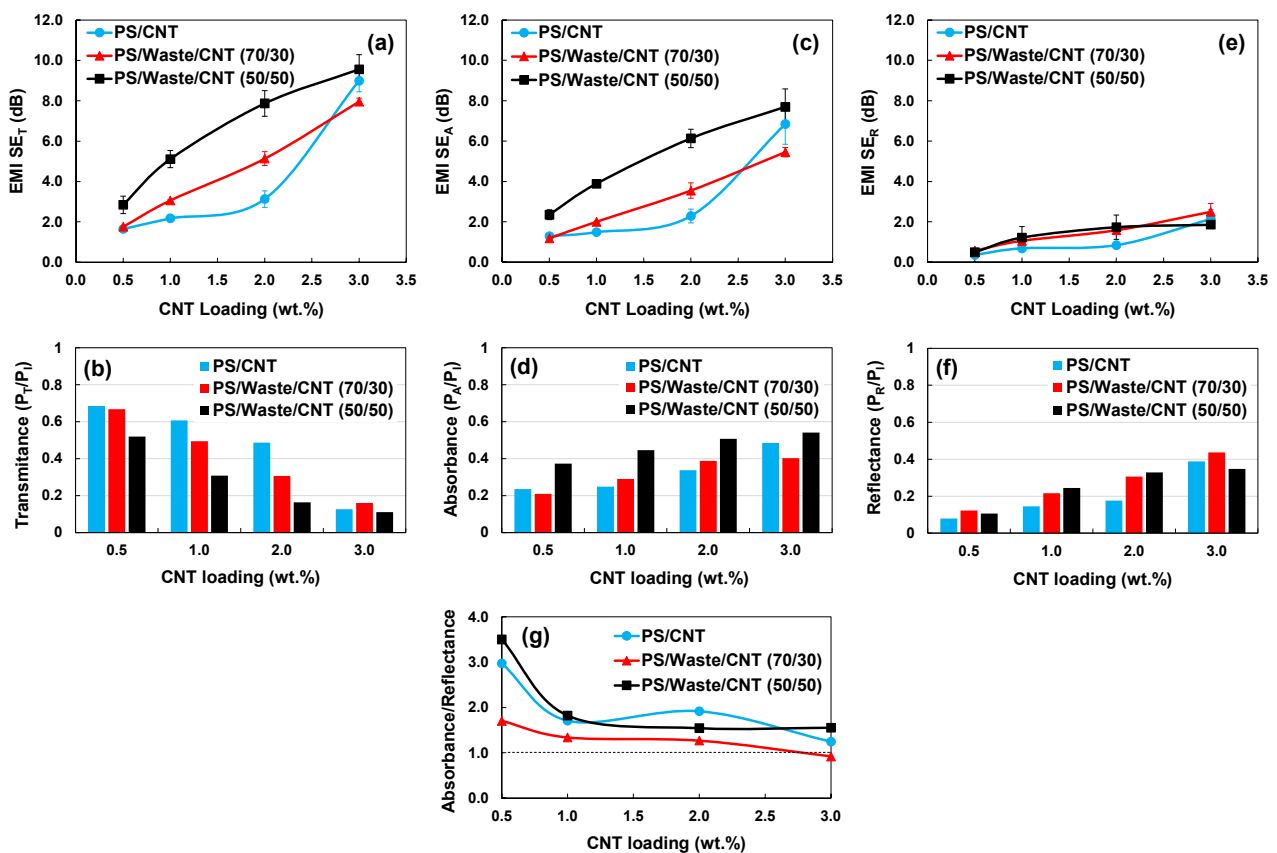 12.0
10.0
8.0
6.0
4.0
2.0
0.0
EMI SE_T (dB)
PS/CNT
PS/Waste/CNT (70/30)
PS/Waste/CNT (50/50)
(a)
0.0 0.5 1.0 1.5 2.0 2.5 3.0 3.5
CNT Loading (wt.%)
12.0
10.0
8.0
6.0
4.0
2.0
0.0
EMI SE_A (dB)
PS/CNT
PS/Waste/CNT (70/30)
PS/Waste/CNT (50/50)
(c)
0.0 0.5 1.0 1.5 2.0 2.5 3.0 3.5
CNT Loading (wt.%)
12.0
10.0
8.0
6.0
4.0
2.0
0.0
EMI SE_R (dB)
PS/CNT
PS/Waste/CNT (70/30)
PS/Waste/CNT (50/50)
(e)
0.0 0.5 1.0 1.5 2.0 2.5 3.0 3.5
CNT Loading (wt.%)
1
0.8
0.6
0.4
0.2
0
Transmitance (P_T/P_I)
(b)
PS/CNT
PS/Waste/CNT (70/30)
PS/Waste/CNT (50/50)
0.5 1.0 2.0 3.0
CNT loading (wt.%)
1
0.8
0.6
0.4
0.2
0
Absorbance (P_A/P_I)
(d)
PS/CNT
PS/Waste/CNT (70/30)
PS/Waste/CNT (50/50)
0.5 1.0 2.0 3.0
CNT loading (wt.%)
1
0.8
0.6
0.4
0.2
0
Reflectance (P_R/P_I)
(f)
PS/CNT
PS/Waste/CNT (70/30)
PS/Waste/CNT (50/50)
0.5 1.0 2.0 3.0
CNT loading (wt.%)
4.0
3.0
2.0
1.0
0.0
Absorbance/Reflectance
(g)
PS/CNT
PS/Waste/CNT (70/30)
PS/Waste/CNT (50/50)
0.5 1.0 1.5 2.0 2.5 3.0
CNT loading (wt.%)